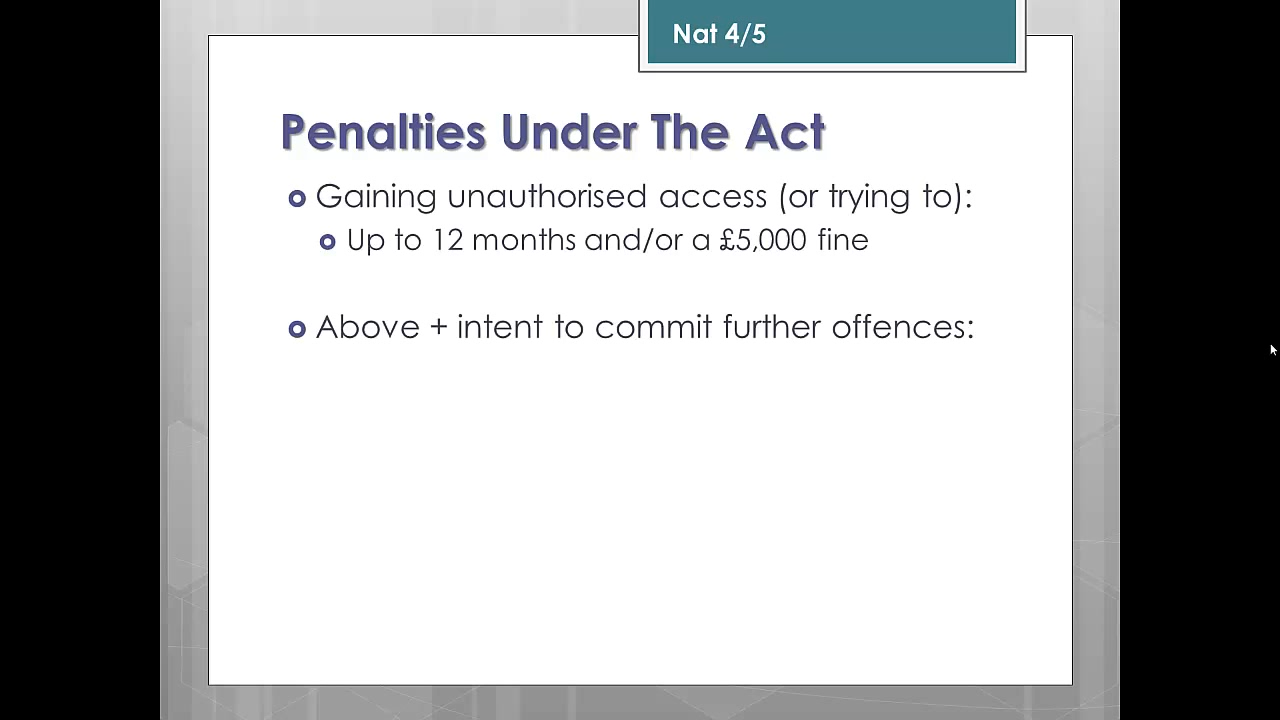 Nat 4/5
Penalties Under The Act
Gaining unauthorised access (or trying to):
Up to 12 months and/or a £5,000 fine
Above + intent to commit further offences: